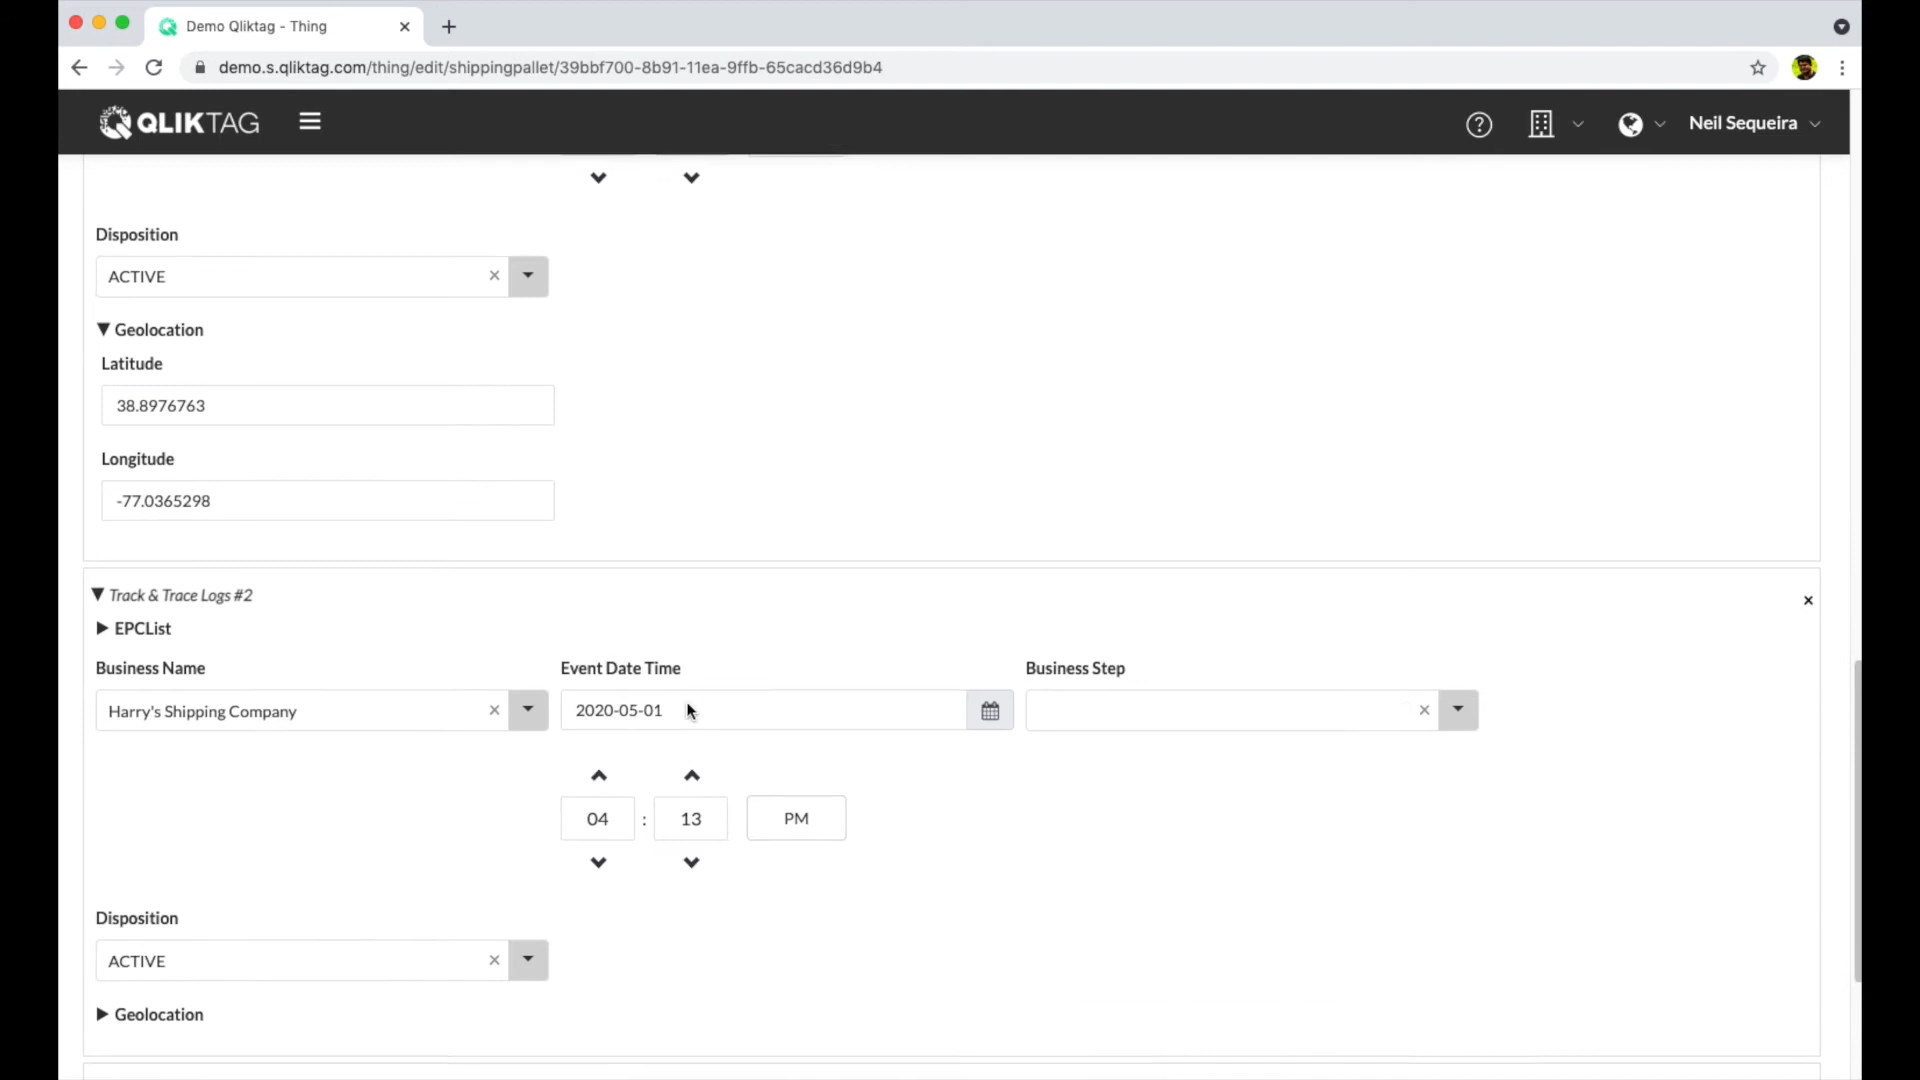 Demo Qliktag - Thing
demo.s.qliktag.com/thing/edit/shippingpallet/39bbf700-8b91-11ea-9ffb-65cacd36d9b4
QLIKTAG
Neil Sequeira
Disposition
ACTIVE
Geolocation
Latitude
38.8976763
Longitude
-77.0365298
Track & Trace Logs #2
EPCList
Business Name Event Date Time Business Step
Harry's Shipping Company 2020-05-01
04 : 13 PM
Disposition
ACTIVE
Geolocation